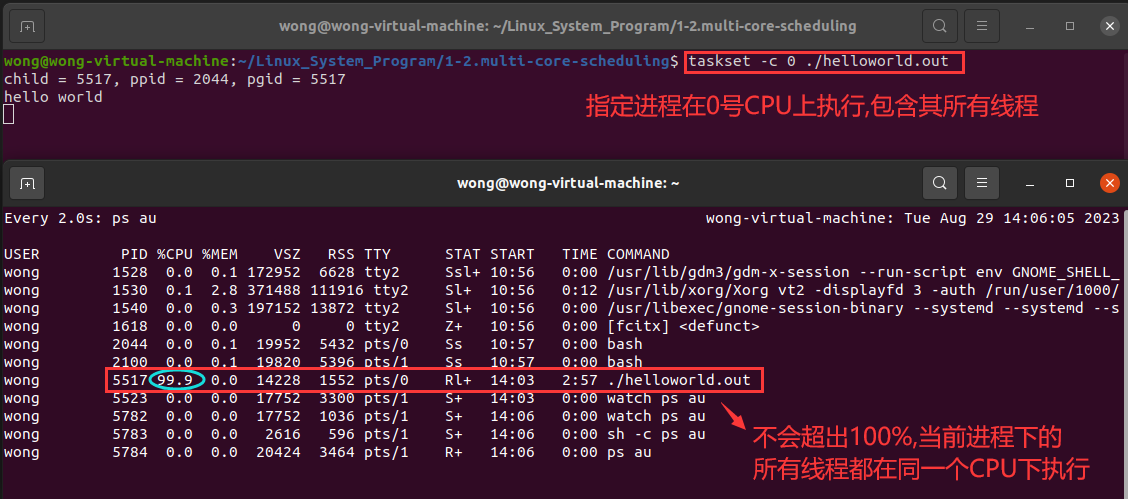 wong@wong-virtual-machine: ~/Linux_System_Program/1-2.multi-core-scheduling
wong@wong-virtual-machine:~/Linux_System_Program/1-2.multi-core-scheduling$ taskset -c 0 ./helloworld.out
child = 5517, ppid = 2044, pgid = 5517
hello world
指定进程在0号CPU上执行,包含其所有线程
wong@wong-virtual-machine: ~
Every 2.0s: ps au wong-virtual-machine: Tue Aug 29 14:06:05 2023
USER PID %CPU %MEM VSZ RSS TTY STAT START TIME COMMAND
wong 1528 0.0 0.1 172952 6628 tty2 Ssl+ 10:56 0:00 /usr/lib/gdm3/gdm-x-session --run-script env GNOME_SHELL_
wong 1530 0.1 2.8 371488 111916 tty2 Sl+ 10:56 0:12 /usr/lib/xorg/Xorg vt2 -displayfd 3 -auth /run/user/1000/
wong 1540 0.0 0.3 197152 13872 tty2 Sl+ 10:56 0:00 /usr/libexec/gnome-session-binary --systemd --systemd --s
wong 1618 0.0 0.0 0 0 tty2 Z+ 10:56 0:00 [fcitx] <defunct>
wong 2044 0.0 0.1 19952 5432 pts/0 Ss 10:57 0:00 bash
wong 2100 0.0 0.1 19820 5396 pts/1 Ss 10:57 0:00 bash
wong 5517 99.9 0.0 14228 1552 pts/0 Rl+ 14:03 2:57 ./helloworld.out
wong 5523 0.0 0.0 17752 3300 pts/1 S+ 14:03 0:00 watch ps au
wong 5782 0.0 0.0 17752 1036 pts/1 S+ 14:06 0:00 watch ps au
wong 5783 0.0 0.0 2616 596 pts/1 S+ 14:06 0:00 sh -c ps au
wong 5784 0.0 0.0 20424 3464 pts/1 R+ 14:06 0:00 ps au
不会超出100%,当前进程下的
所有线程都在同一个CPU下执行